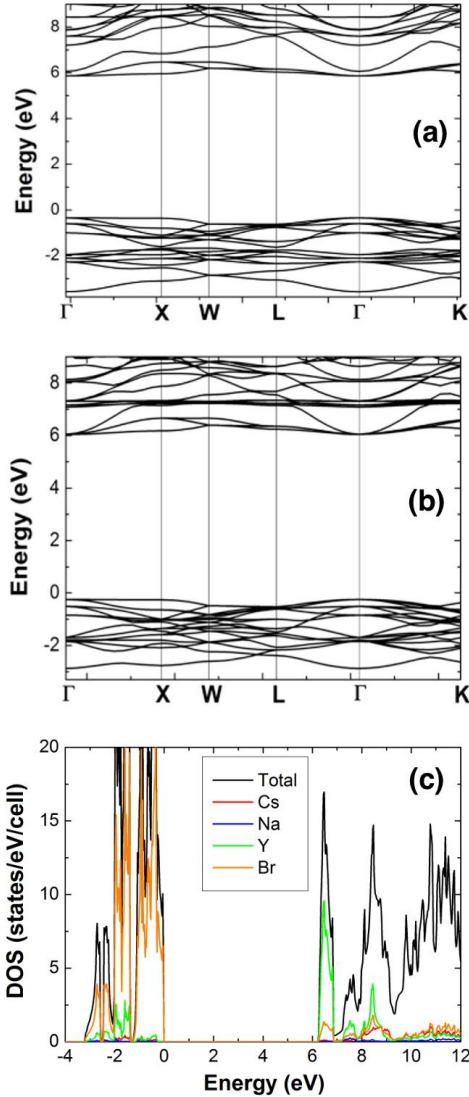 8
6
4
2
0
-2
Energy (eV)
(a)
Γ X W L Γ K
8
6
4
2
0
-2
Energy (eV)
(b)
Γ X W L Γ K
20
15
10
5
0
DOS (states/eV/cell)
(c)
Total
Cs
Na
Y
Br
-4 -2 0 2 4 6 8 10 12
Energy (eV)